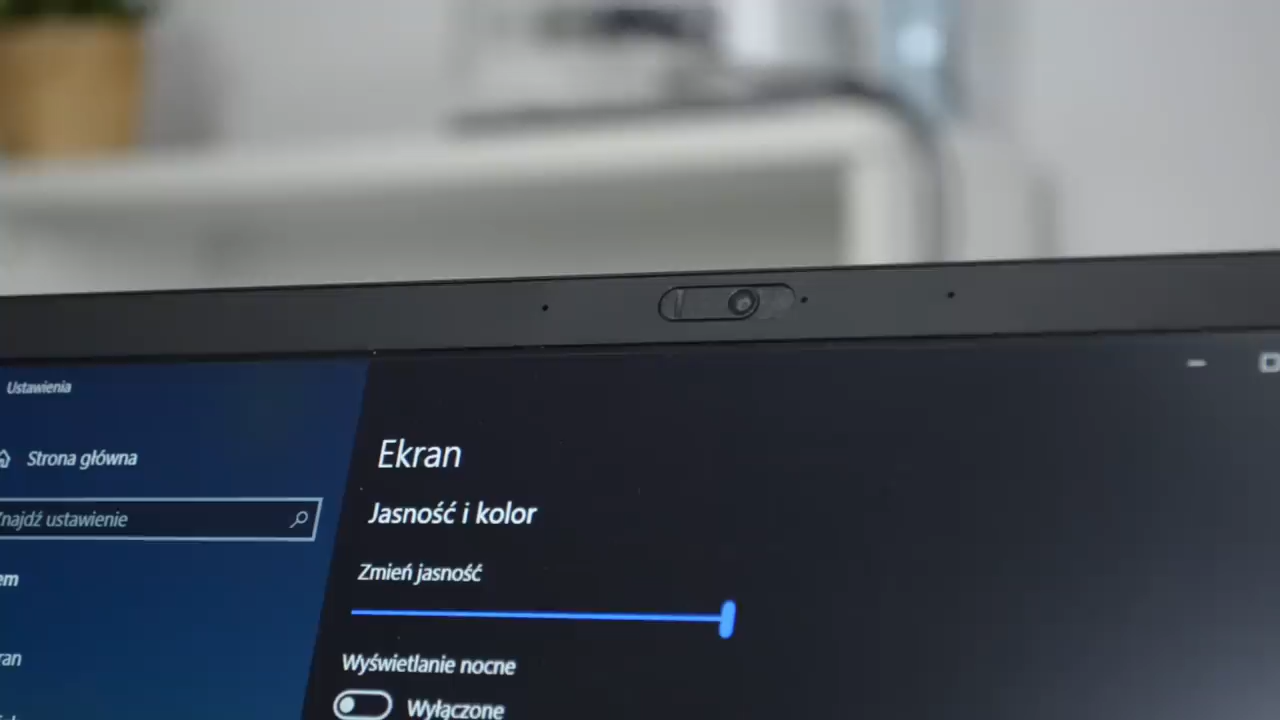 Ustawienia
Strona główna
Znajdź ustawienie
Ekran
Jasność i kolor
Zmień jasność
Wyświetlanie nocne
Wyłączone